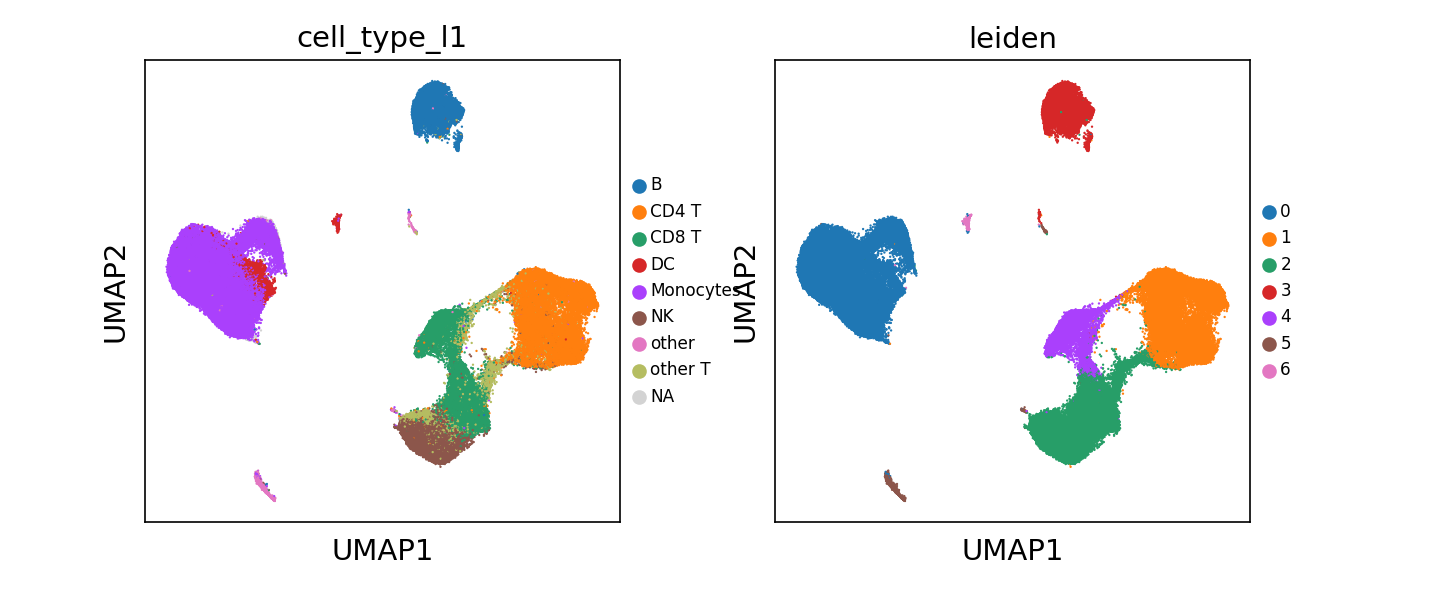 cell_type_l1
UMAP2
UMAP1
B
CD4 T
CD8 T
DC
Monocytes
NK
other
other T
NA
leiden
UMAP2
UMAP1
0
1
2
3
4
5
6